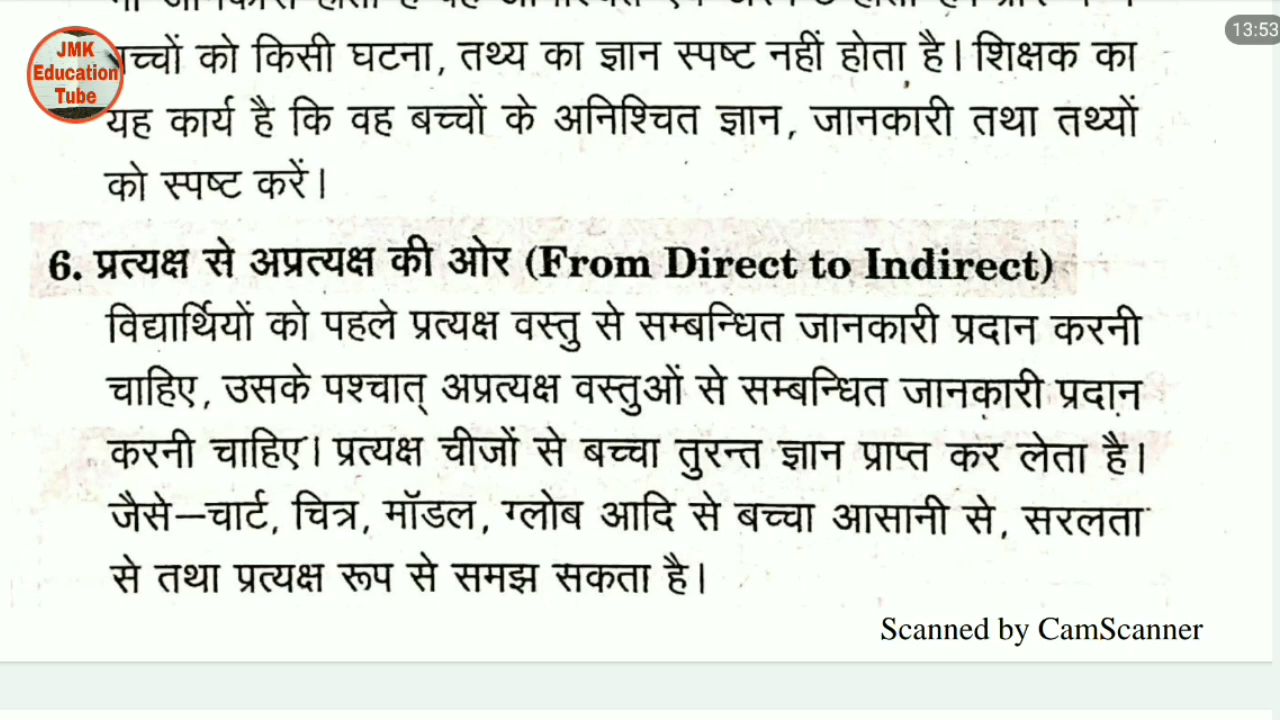 13:53
JMK
Education
Tube
को किसी घटना, तथ्य का ज्ञान स्पष्ट नहीं होता है। शिक्षक का
यह कार्य है कि वह बच्चों के अनिश्चित ज्ञान, जानकारी तथा तथ्यों
को स्पष्ट करें।
6. प्रत्यक्ष से अप्रत्यक्ष की ओर (From Direct to Indirect)
विद्यार्थियों को पहले प्रत्यक्ष वस्तु से सम्बन्धित जानकारी प्रदान करनी
चाहिए, उसके पश्चात् अप्रत्यक्ष वस्तुओं से सम्बन्धित जानकारी प्रदान
करनी चाहिए। प्रत्यक्ष चीजों से बच्चा तुरन्त ज्ञान प्राप्त कर लेता है।
जैसे–चार्ट, चित्र, मॉडल, ग्लोब आदि से बच्चा आसानी से, सरलता
से तथा प्रत्यक्ष रूप से समझ सकता है।
Scanned by CamScanner